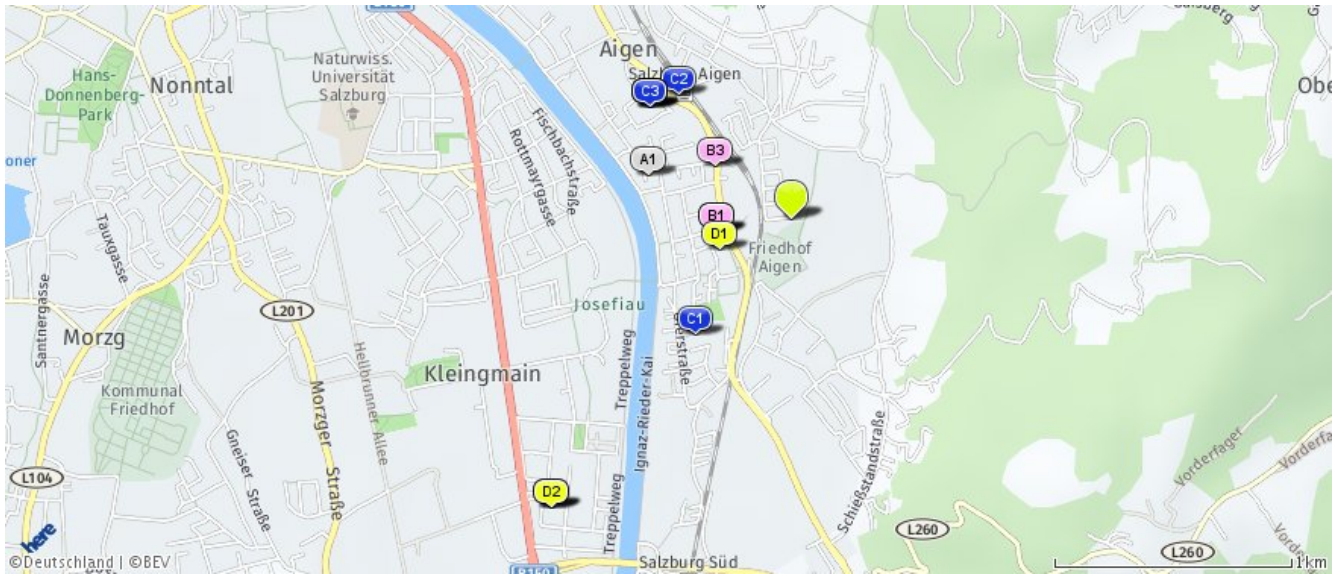 Aigen
Salzburg Aigen
C2
C3
Naturwiss.
Universität
Salzburg
Hans-
Donnenberg-
Park
Nonntal
Fischbachstraße
Rottmayrgasse
A1
B3
B1
D1
Friedhof
Aigen
Tauxgasse
Santnergasse
L201
Josefiau
C1
Morzg
Kleingmain
Treppelweg
Ignaz-Rieder-Kai
Kommunal
Friedhof
Hellbrunner Allee
Morzger Straße
Gneiser Straße
L104
D2
Treppelweg
Schießstandstraße
Vorderfager
L260
L260
here
©Deutschland | ©BEV
Salzburg Süd
B150
1km